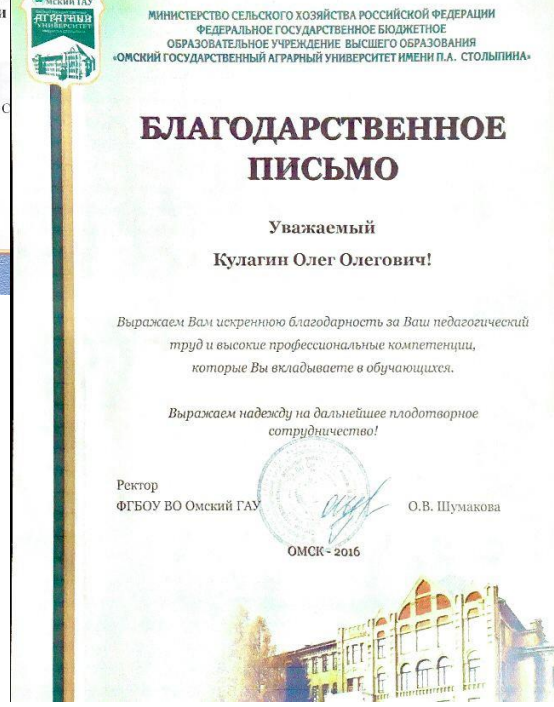 и
с
ОМСКИЙ ГАУ
АГРАРНЫЙ
УНИВЕРСИТЕТ
МИНИСТЕРСТВО СЕЛЬСКОГО ХОЗЯЙСТВА РОССИЙСКОЙ ФЕДЕРАЦИИ
ФЕДЕРАЛЬНОЕ ГОСУДАРСТВЕННОЕ БЮДЖЕТНОЕ
ОБРАЗОВАТЕЛЬНОЕ УЧРЕЖДЕНИЕ ВЫСШЕГО ОБРАЗОВАНИЯ
«ОМСКИЙ ГОСУДАРСТВЕННЫЙ АГРАРНЫЙ УНИВЕРСИТЕТ ИМЕНИ П.А. СТОЛЫПИНА»
БЛАГОДАРСТВЕННОЕ
ПИСЬМО
Уважаемый
Кулагин Олег Олегович!
Выражаем Вам искреннюю благодарность за Ваш педагогический
труд и высокие профессиональные компетенции,
которые Вы вкладываете в обучающихся.
Выражаем надежду на дальнейшее плодотворное
сотрудничество!
Ректор
ФГБОУ ВО Омский ГАУ О.В. Шумакова
ОМСК - 2016